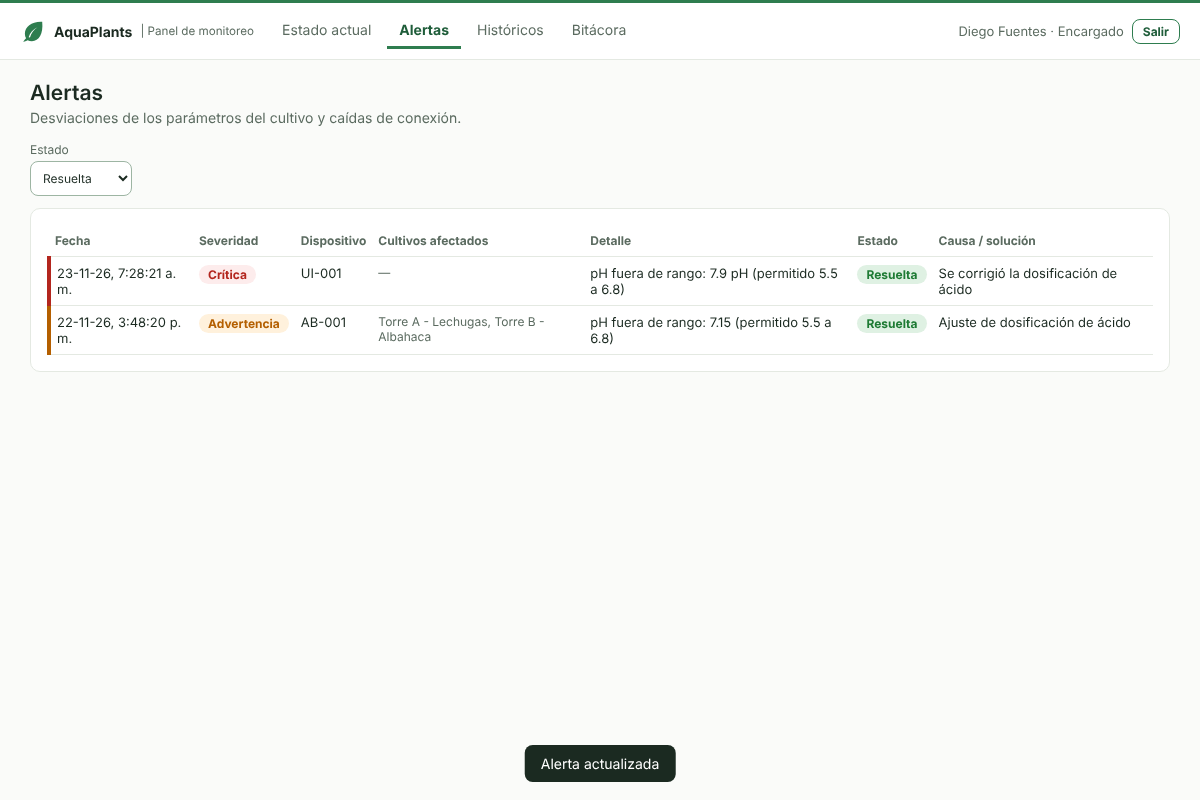 AquaPlants | Panel de monitoreo Estado actual Alertas Históricos Bitácora Diego Fuentes · Encargado Salir
Alertas
Desviaciones de los parámetros del cultivo y caídas de conexión.
Estado
Resuelta
Fecha Severidad Dispositivo Cultivos afectados Detalle Estado Causa / solución
23-11-26, 7:28:21 a. Crítica UI-001 — pH fuera de rango: 7.9 pH (permitido 5.5 Resuelta Se corrigió la dosificación de
m. a 6.8) ácido
22-11-26, 3:48:20 p. Advertencia AB-001 Torre A - Lechugas, Torre B - pH fuera de rango: 7.15 (permitido 5.5 a Resuelta Ajuste de dosificación de ácido
m. Albahaca 6.8)
Alerta actualizada